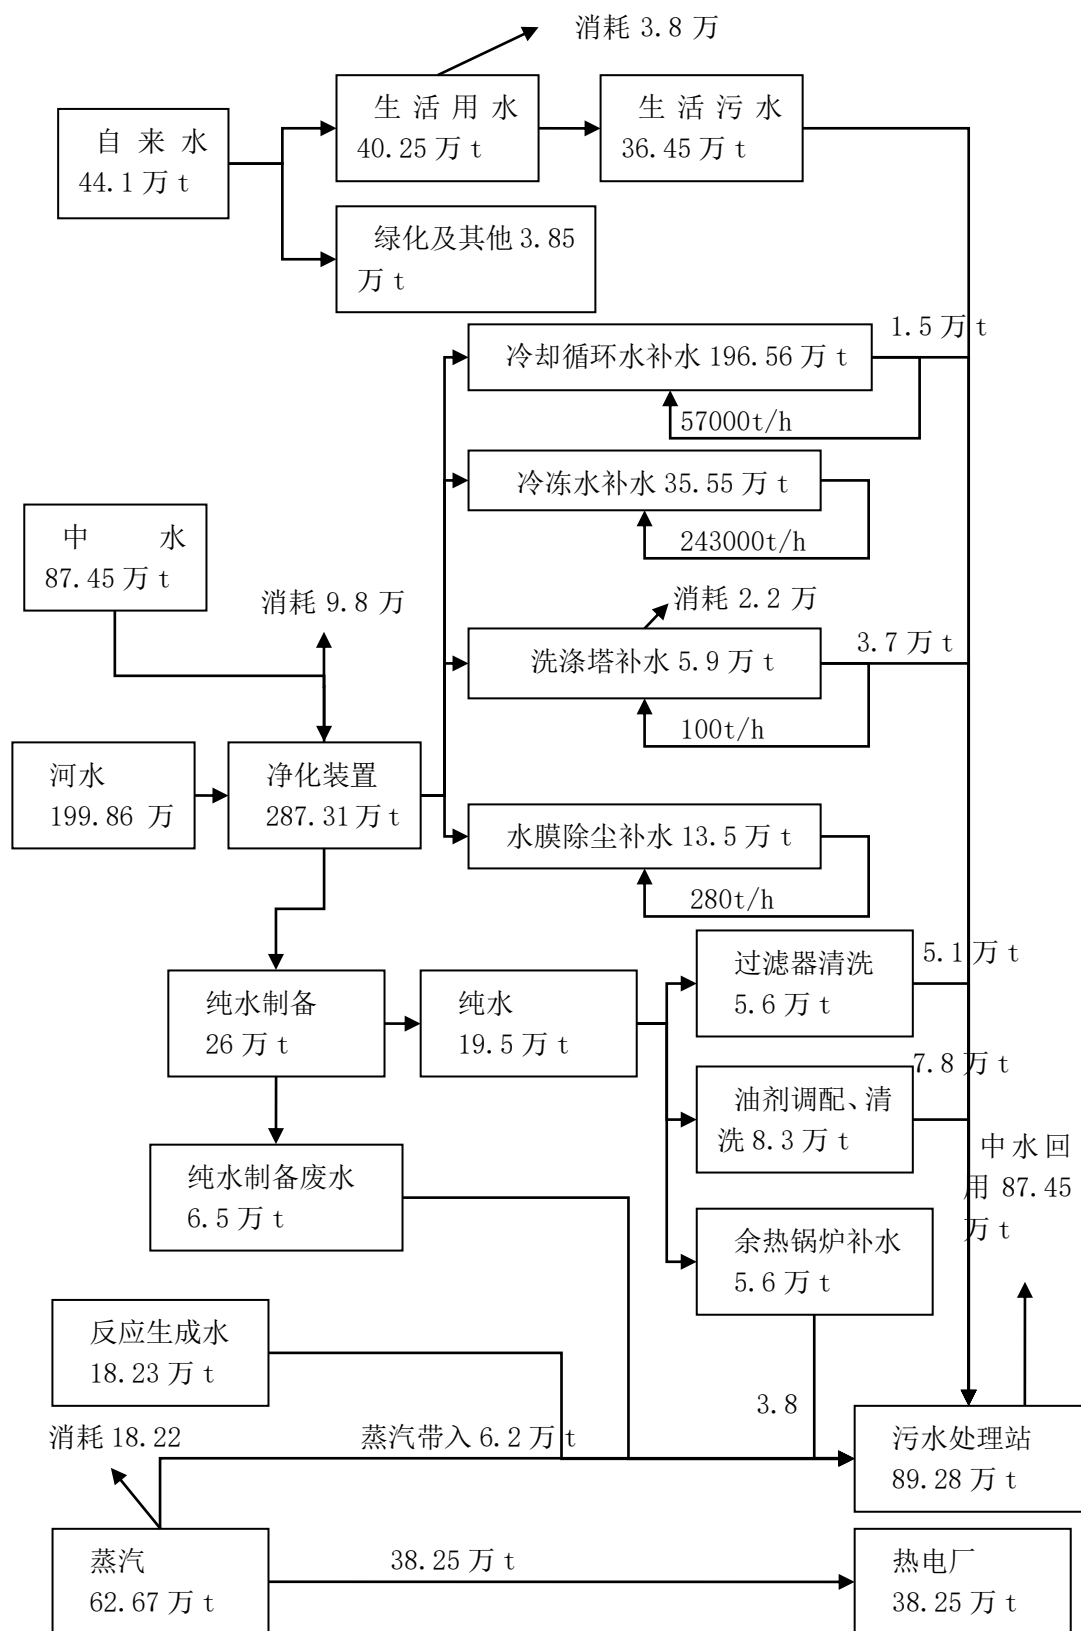 消耗 3.8 万
生 活 用 水
40.25 万 t
生 活 污 水
36.45 万 t
自 来 水
44.1 万 t
绿化及其他 3.85
万 t
1.5 万 t
冷却循环水补水 196.56 万 t
57000t/h
冷冻水补水 35.55 万 t
243000t/h
中 水
87.45 万 t
消耗 9.8 万
消耗 2.2 万
3.7 万 t
洗涤塔补水 5.9 万 t
100t/h
河水
199.86 万
净化装置
287.31 万 t
水膜除尘补水 13.5 万 t
280t/h
过滤器清洗
5.6 万 t
5.1 万 t
纯水制备
26 万 t
纯水
19.5 万 t
7.8 万 t
油剂调配、清
洗 8.3 万 t
中 水 回
用 87.45
万 t
纯水制备废水
6.5 万 t
余热锅炉补水
5.6 万 t
反应生成水
18.23 万 t
3.8
消耗 18.22
蒸汽带入 6.2 万 t
污水处理站
89.28 万 t
蒸汽
62.67 万 t
38.25 万 t
热电厂
38.25 万 t